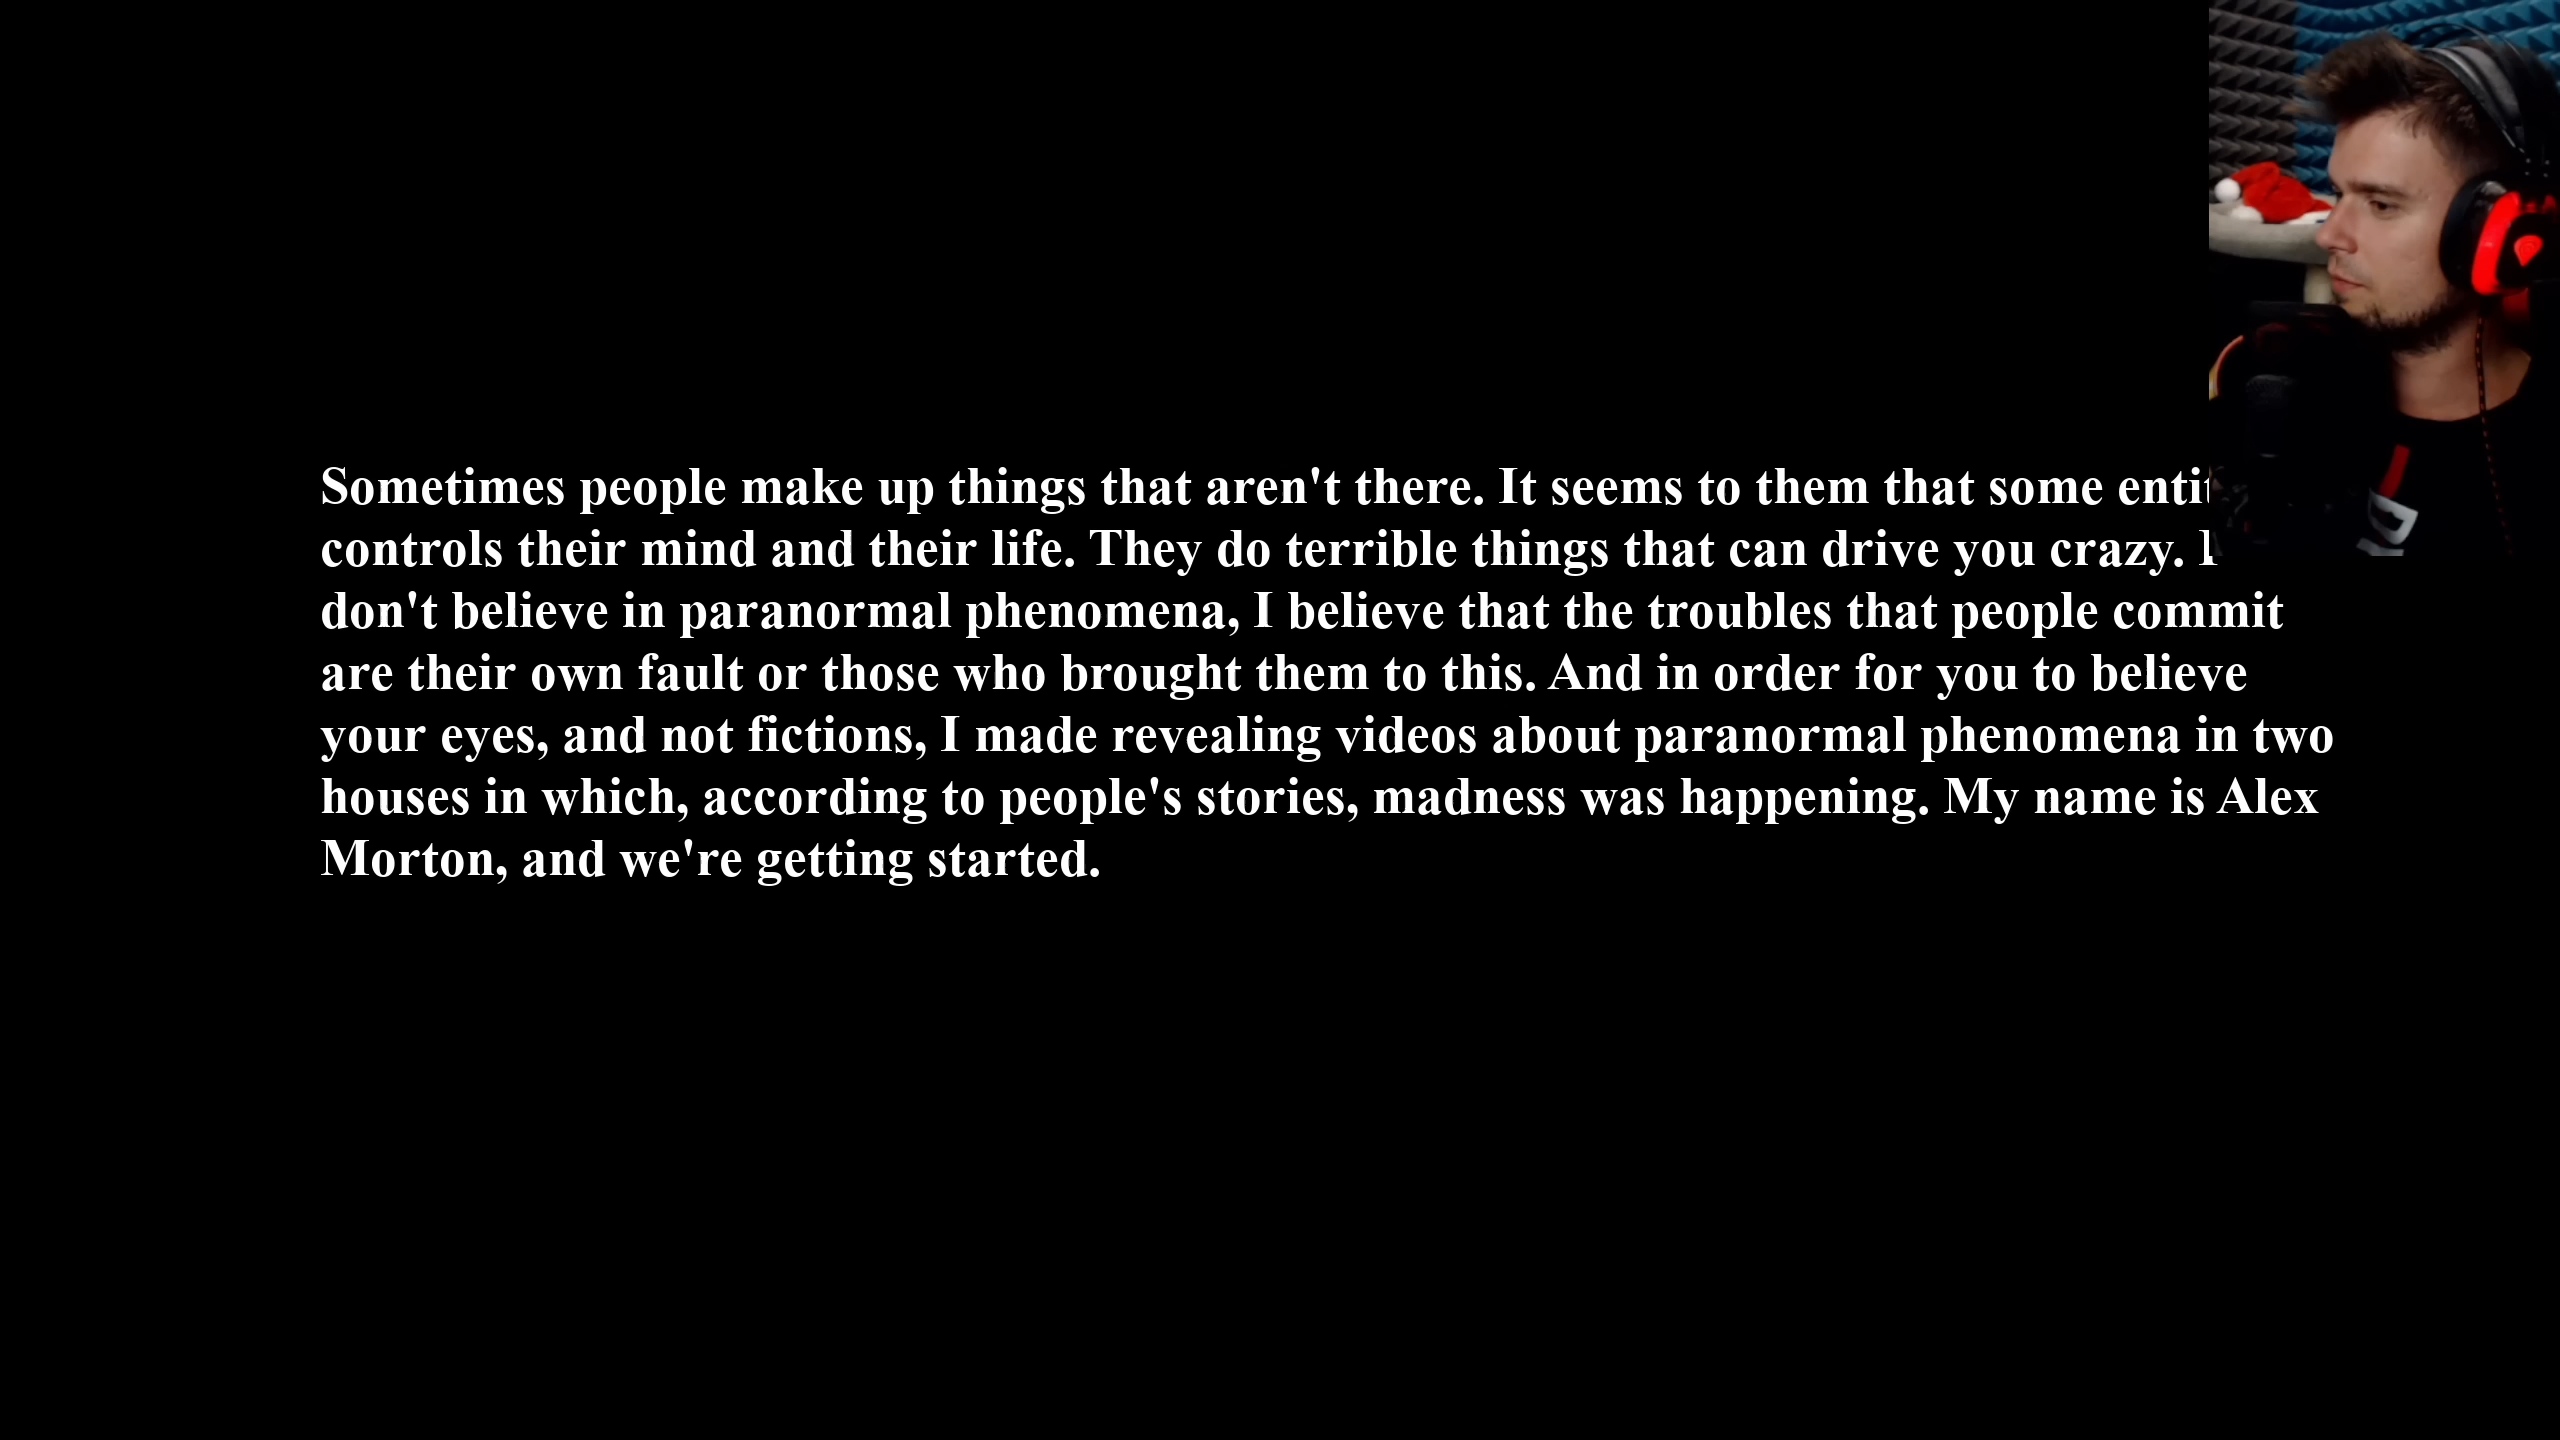 Sometimes people make up things that aren't there. It seems to them that some
controls their mind and their life. They do terrible things that can drive you crazy. I
don't believe in paranormal phenomena, I believe that the troubles that people commit
are their own fault or those who brought them to this. And in order for you to believe
your eyes, and not fictions, I made revealing videos about paranormal phenomena in two
houses in which, according to people's stories, madness was happening. My name is Alex
Morton, and we're getting started.